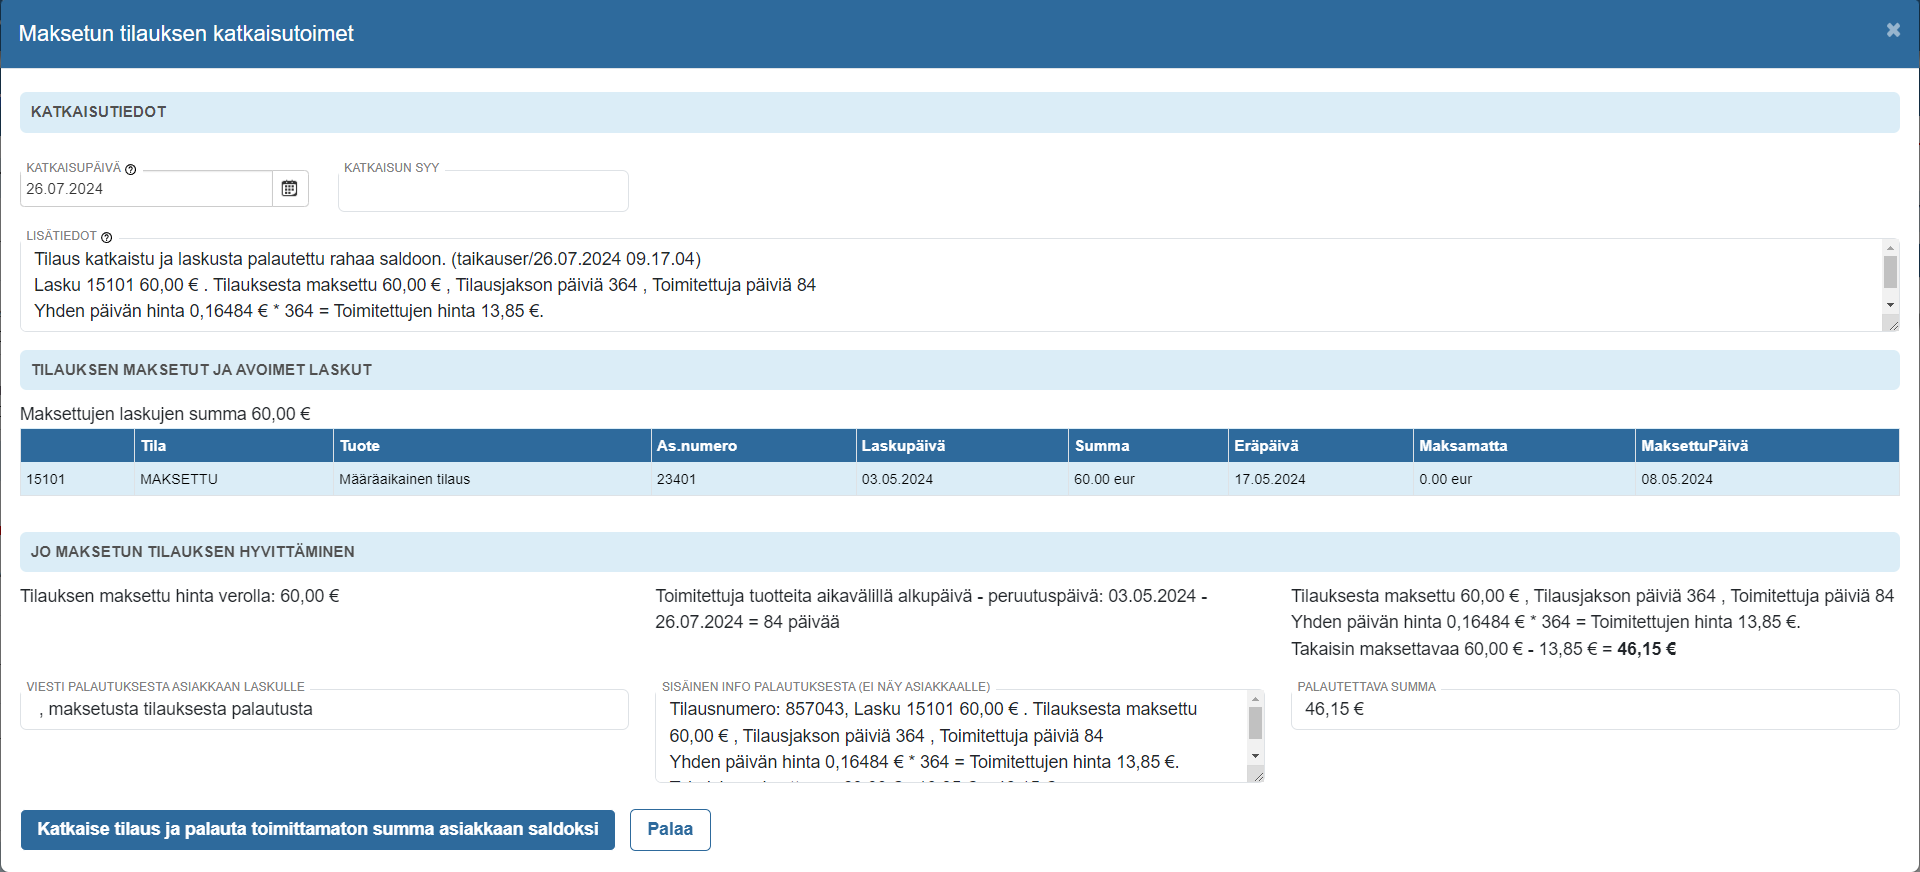 Maksetun tilauksen katkaisutoimet
KATKAISUTIEDOT
KATKAISUPÄIVÄ
26.07.2024
KATKAISUN SYY
LISÄTIEDOT
Tilaus katkaistu ja laskusta palautettu rahaa saldoon. (taikauser/26.07.2024 09.17.04)
Lasku 15101 60,00 € . Tilauksesta maksettu 60,00 € , Tilausjakson päiviä 364 , Toimitettuja päiviä 84
Yhden päivän hinta 0,16484 € * 364 = Toimitettujen hinta 13,85 €.
TILAUKSEN MAKSETUT JA AVOIMET LASKUT
Maksettujen laskujen summa 60,00 €
Tila Tuote As.numero Laskupäivä Summa Eräpäivä Maksamatta MaksettuPäivä
15101 MAKSETTU Määräaikainen tilaus 23401 03.05.2024 60.00 eur 17.05.2024 0.00 eur 08.05.2024
JO MAKSETUN TILAUKSEN HYVITTÄMINEN
Tilauksen maksettu hinta verolla: 60,00 €
Toimitettuja tuotteita aikavälillä alkupäivä - peruutuspäivä: 03.05.2024 -
26.07.2024 = 84 päivää
Tilauksesta maksettu 60,00 € , Tilausjakson päiviä 364 , Toimitettuja päiviä 84
Yhden päivän hinta 0,16484 € * 364 = Toimitettujen hinta 13,85 €.
Takaisin maksettavaa 60,00 € - 13,85 € = 46,15 €
VIESTI PALAUTUKSESTA ASIAKKAAN LASKULLE
, maksetusta tilauksesta palautusta
SISÄINEN INFO PALAUTUKSESTA (EI NÄY ASIAKKAALLE)
Tilausnumero: 857043, Lasku 15101 60,00 € . Tilauksesta maksettu
60,00 € , Tilausjakson päiviä 364 , Toimitettuja päiviä 84
Yhden päivän hinta 0,16484 € * 364 = Toimitettujen hinta 13,85 €.
PALAUTETTAVA SUMMA
46,15 €
Katkaise tilaus ja palauta toimittamaton summa asiakkaan saldoksi
Palaa